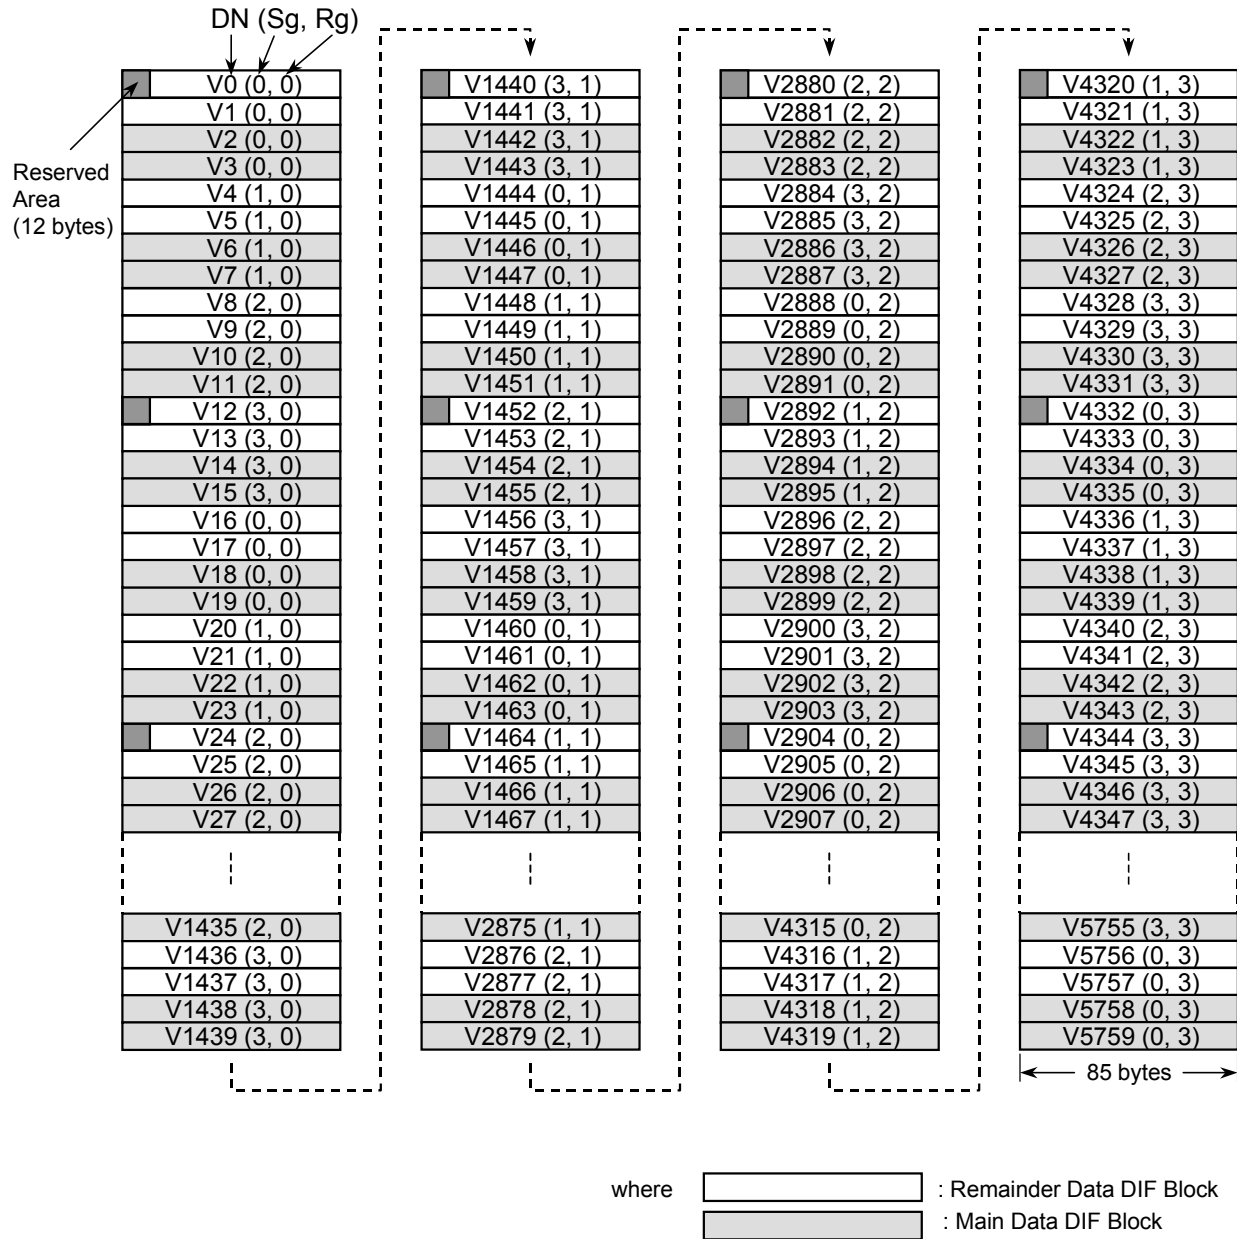 DN (Sg, Rg)
Reserved
Area
(12 bytes)
V0 (0, 0)
V1 (0, 0)
V2 (0, 0)
V3 (0, 0)
V4 (1, 0)
V5 (1, 0)
V6 (1, 0)
V7 (1, 0)
V8 (2, 0)
V9 (2, 0)
V10 (2, 0)
V11 (2, 0)
V12 (3, 0)
V13 (3, 0)
V14 (3, 0)
V15 (3, 0)
V16 (0, 0)
V17 (0, 0)
V18 (0, 0)
V19 (0, 0)
V20 (1, 0)
V21 (1, 0)
V22 (1, 0)
V23 (1, 0)
V24 (2, 0)
V25 (2, 0)
V26 (2, 0)
V27 (2, 0)
V1435 (2, 0)
V1436 (3, 0)
V1437 (3, 0)
V1438 (3, 0)
V1439 (3, 0)
V1440 (3, 1)
V1441 (3, 1)
V1442 (3, 1)
V1443 (3, 1)
V1444 (0, 1)
V1445 (0, 1)
V1446 (0, 1)
V1447 (0, 1)
V1448 (1, 1)
V1449 (1, 1)
V1450 (1, 1)
V1451 (1, 1)
V1452 (2, 1)
V1453 (2, 1)
V1454 (2, 1)
V1455 (2, 1)
V1456 (3, 1)
V1457 (3, 1)
V1458 (3, 1)
V1459 (3, 1)
V1460 (0, 1)
V1461 (0, 1)
V1462 (0, 1)
V1463 (0, 1)
V1464 (1, 1)
V1465 (1, 1)
V1466 (1, 1)
V1467 (1, 1)
V2875 (1, 1)
V2876 (2, 1)
V2877 (2, 1)
V2878 (2, 1)
V2879 (2, 1)
V2880 (2, 2)
V2881 (2, 2)
V2882 (2, 2)
V2883 (2, 2)
V2884 (3, 2)
V2885 (3, 2)
V2886 (3, 2)
V2887 (3, 2)
V2888 (0, 2)
V2889 (0, 2)
V2890 (0, 2)
V2891 (0, 2)
V2892 (1, 2)
V2893 (1, 2)
V2894 (1, 2)
V2895 (1, 2)
V2896 (2, 2)
V2897 (2, 2)
V2898 (2, 2)
V2899 (2, 2)
V2900 (3, 2)
V2901 (3, 2)
V2902 (3, 2)
V2903 (3, 2)
V2904 (0, 2)
V2905 (0, 2)
V2906 (0, 2)
V2907 (0, 2)
V4315 (0, 2)
V4316 (1, 2)
V4317 (1, 2)
V4318 (1, 2)
V4319 (1, 2)
V4320 (1, 3)
V4321 (1, 3)
V4322 (1, 3)
V4323 (1, 3)
V4324 (2, 3)
V4325 (2, 3)
V4326 (2, 3)
V4327 (2, 3)
V4328 (3, 3)
V4329 (3, 3)
V4330 (3, 3)
V4331 (3, 3)
V4332 (0, 3)
V4333 (0, 3)
V4334 (0, 3)
V4335 (0, 3)
V4336 (1, 3)
V4337 (1, 3)
V4338 (1, 3)
V4339 (1, 3)
V4340 (2, 3)
V4341 (2, 3)
V4342 (2, 3)
V4343 (2, 3)
V4344 (3, 3)
V4345 (3, 3)
V4346 (3, 3)
V4347 (3, 3)
V5755 (3, 3)
V5756 (0, 3)
V5757 (0, 3)
V5758 (0, 3)
V5759 (0, 3)
85 bytes
where
: Remainder Data DIF Block
: Main Data DIF Block